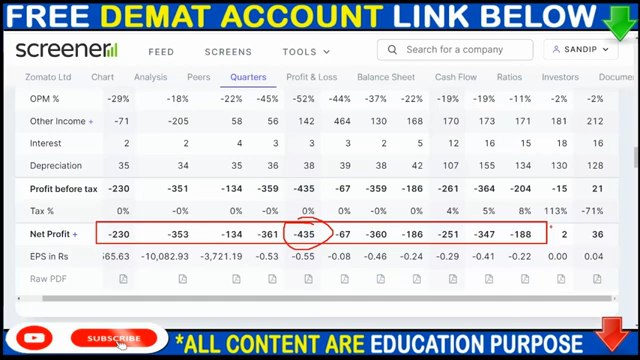 FREE DEMAT ACCOUNT LINK BELOW
screener FEED SCREENS TOOLS Search for a company SANDIP
Zomato Ltd Chart Analysis Peers Quarters Profit & Loss Balance Sheet Cash Flow Ratios Investors Documen
OPM % -29% -18% -22% -45% -52% -44% -37% -22% -19% -19% -11% -2% -2%
Other Income + -71 -205 58 56 142 464 130 168 170 173 171 181 212
Interest 2 2 4 3 3 3 2 5 12 16 15 18 16
Depreciation 35 34 35 36 38 39 38 42 107 155 134 130 128
Profit before tax -230 -351 -134 -359 -435 -67 -359 -186 -261 -364 -204 -15 21
Tax % 0% -0% -0% -0% 0% -0% -0% 0% 4% 5% 8% 113% -71%
Net Profit + -230 -353 -134 -361 -435 -67 -360 -186 -251 -347 -188 2 36
EPS in Rs 565.63 -10,082.93 -3,721.19 -0.53 -0.55 -0.08 -0.46 -0.24 -0.29 -0.41 -0.22 0.00 0.04
Raw PDF
SUBSCRIBE
*ALL CONTENT ARE EDUCATION PURPOSE